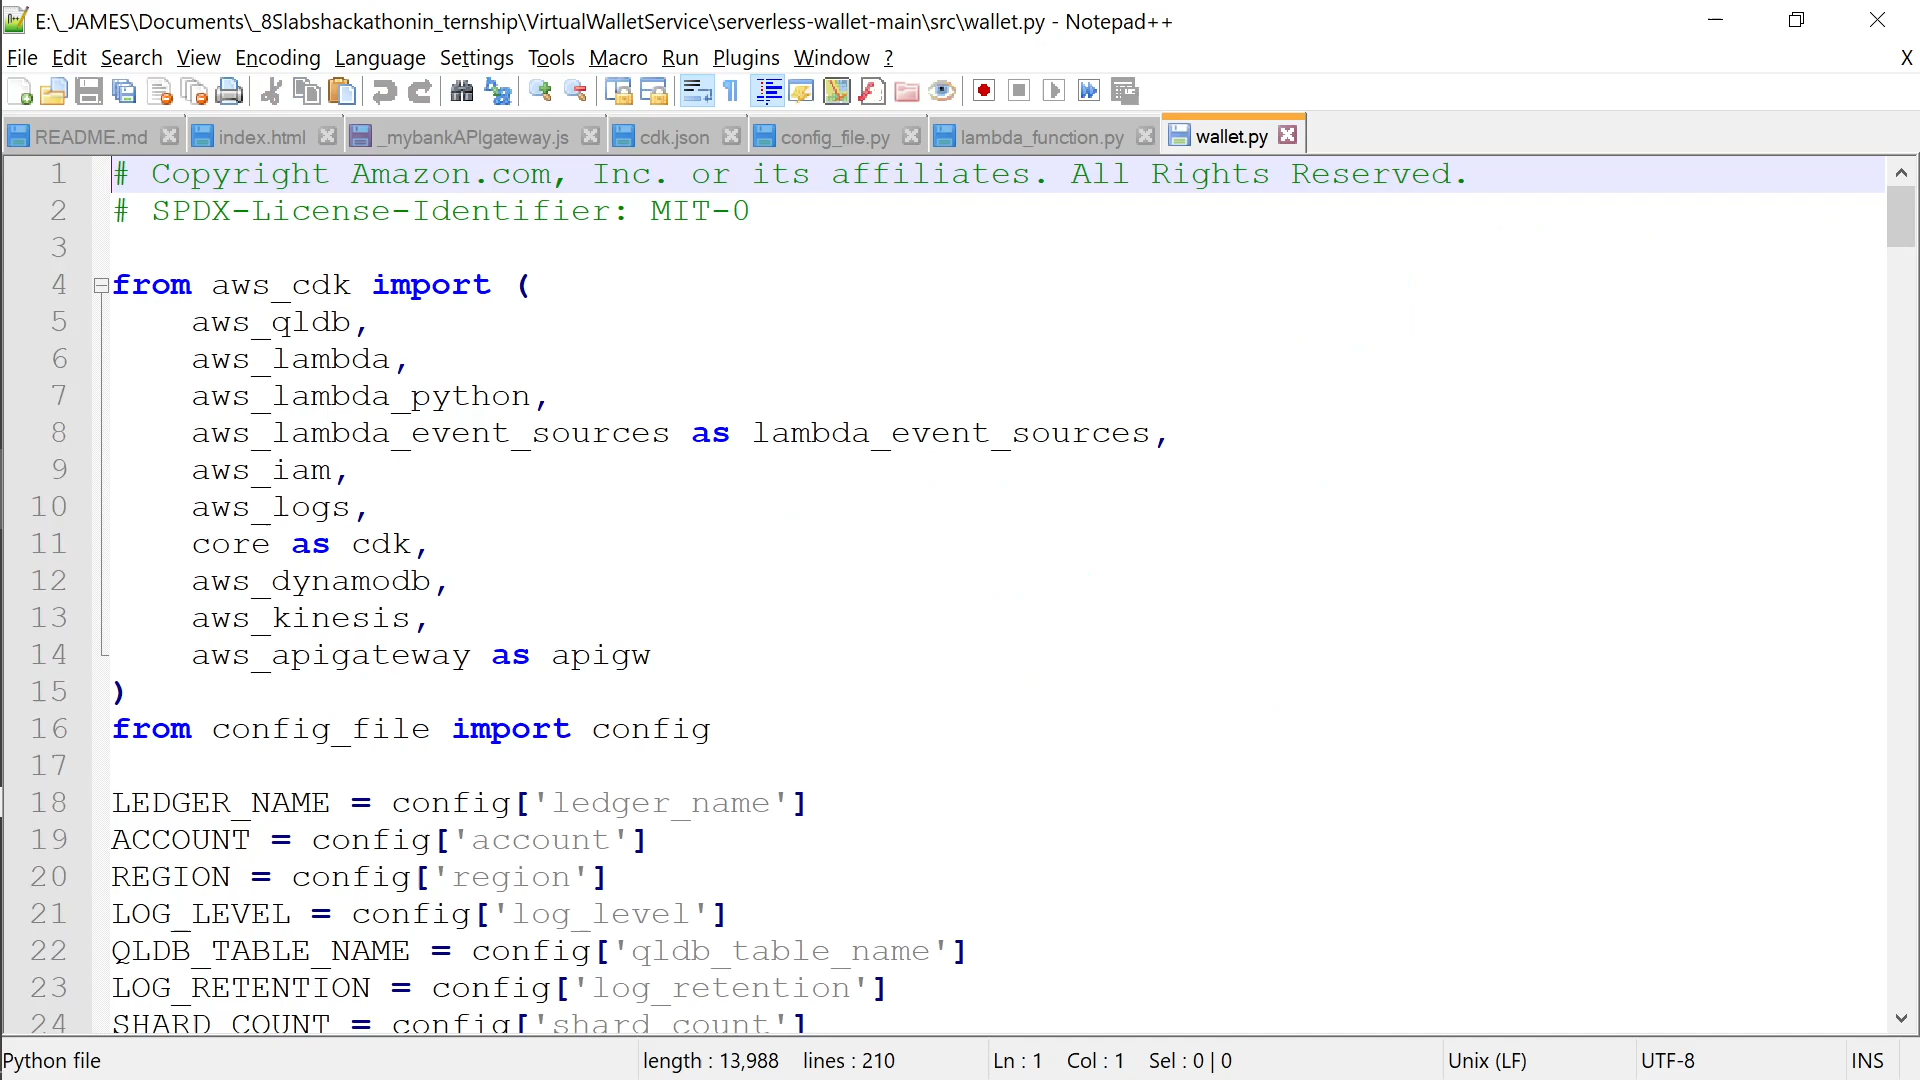 E:\_JAMES\Documents\_8Slabshackathonin_ternship\VirtualWalletService\serverless-wallet-main\src\wallet.py - Notepad++
File Edit Search View Encoding Language Settings Tools Macro Run Plugins Window ? X
README.md index.html _mybankAPIgateway.js cdk.json config_file.py lambda_function.py wallet.py
1 # Copyright Amazon.com, Inc. or its affiliates. All Rights Reserved.
2 # SPDX-License-Identifier: MIT-0
3
4 from aws_cdk import (
5 aws_qldb,
6 aws_lambda,
7 aws_lambda_python,
8 aws_lambda_event_sources as lambda_event_sources,
9 aws_iam,
10 aws_logs,
11 core as cdk,
12 aws_dynamodb,
13 aws_kinesis,
14 aws_apigateway as apigw
15 )
16 from config_file import config
17
18 LEDGER_NAME = config['ledger_name']
19 ACCOUNT = config['account']
20 REGION = config['region']
21 LOG_LEVEL = config['log_level']
22 QLDB_TABLE_NAME = config['qldb_table_name']
23 LOG_RETENTION = config['log_retention']
24 SHARD_COUNT = config['shard_count']
Python file length : 13,988 lines : 210 Ln : 1 Col : 1 Sel : 0 | 0 Unix (LF) UTF-8 INS